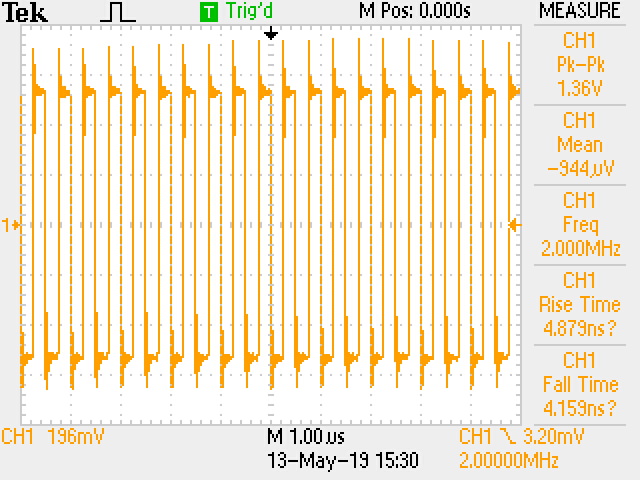 Tek T Trig'd M Pos: 0.000s MEASURE
CH1
Pk-Pk
1.36V
CH1
Mean
-944µV
CH1
Freq
2.000MHz
CH1
Rise Time
4.879ns?
CH1
Fall Time
4.159ns?
1
CH1 196mV M 1.00µs CH1 3.20mV
13-May-19 15:30 2.00000MHz